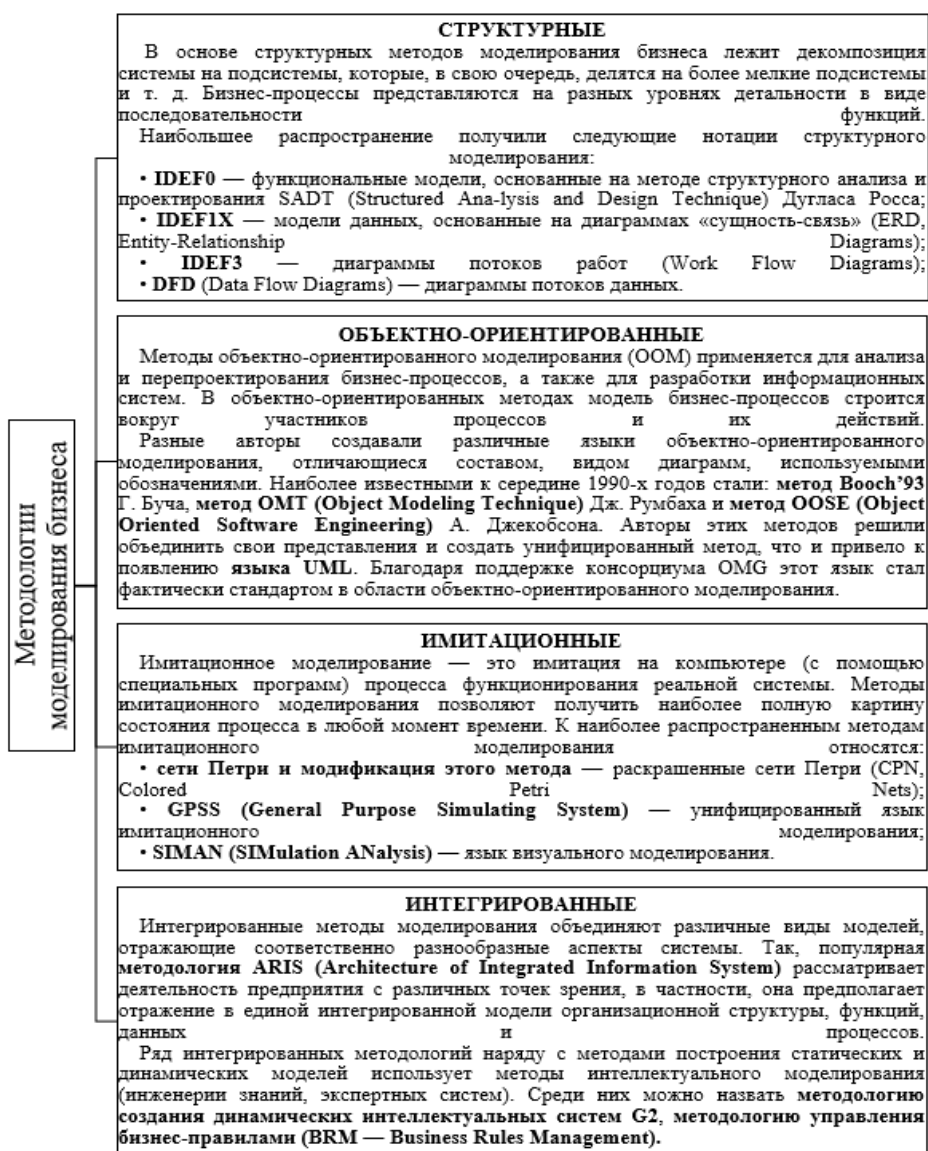 Методологии
моделирования бизнеса
СТРУКТУРНЫЕ
В основе структурных методов моделирования бизнеса лежит декомпозиция
системы на подсистемы, которые, в свою очередь, делятся на более мелкие подсистемы
и т. д. Бизнес-процессы представляются на разных уровнях детальности в виде
последовательности функций.
Наибольшее распространение получили следующие нотации структурного
моделирования:
• IDEF0 — функциональные модели, основанные на методе структурного анализа и
проектирования SADT (Structured Ana-lysis and Design Technique) Дугласа Росса;
• IDEF1X — модели данных, основанные на диаграммах «сущность-связь» (ERD,
Entity-Relationship Diagrams);
• IDEF3 — диаграммы потоков работ (Work Flow Diagrams);
• DFD (Data Flow Diagrams) — диаграммы потоков данных.
ОБЪЕКТНО-ОРИЕНТИРОВАННЫЕ
Методы объектно-ориентированного моделирования (ООМ) применяется для анализа
и перепроектирования бизнес-процессов, а также для разработки информационных
систем. В объектно-ориентированных методах модель бизнес-процессов строится
вокруг участников процессов и их действий.
Разные авторы создавали различные языки объектно-ориентированного
моделирования, отличающиеся составом, видом диаграмм, используемыми
обозначениями. Наиболее известными к середине 1990-х годов стали: метод Booch’93
Г. Буча, метод OMT (Object Modeling Technique) Дж. Румбаха и метод OOSE (Object
Oriented Software Engineering) А. Джекобсона. Авторы этих методов решили
объединить свои представления и создать унифицированный метод, что и привело к
появлению языка UML. Благодаря поддержке консорциума OMG этот язык стал
фактически стандартом в области объектно-ориентированного моделирования.
ИМИТАЦИОННЫЕ
Имитационное моделирование — это имитация на компьютере (с помощью
специальных программ) процесса функционирования реальной системы. Методы
имитационного моделирования позволяют получить наиболее полную картину
состояния процесса в любой момент времени. К наиболее распространенным методам
имитационного моделирования относятся:
• сети Петри и модификация этого метода — раскрашенные сети Петри (CPN,
Colored Petri Nets);
• GPSS (General Purpose Simulating System) — унифицированный язык
имитационного моделирования;
• SIMAN (SIMulation ANalysis) — язык визуального моделирования.
ИНТЕГРИРОВАННЫЕ
Интегрированные методы моделирования объединяют различные виды моделей,
отражающие соответственно разнообразные аспекты системы. Так, популярная
методология ARIS (Architecture of Integrated Information System) рассматривает
деятельность предприятия с различных точек зрения, в частности, она предполагает
отражение в единой интегрированной модели организационной структуры, функций,
данных и процессов.
Ряд интегрированных методологий наряду с методами построения статических и
динамических моделей использует методы интеллектуального моделирования
(инженерии знаний, экспертных систем). Среди них можно назвать методологию
создания динамических интеллектуальных систем G2, методологию управления
бизнес-правилами (BRM — Business Rules Management).